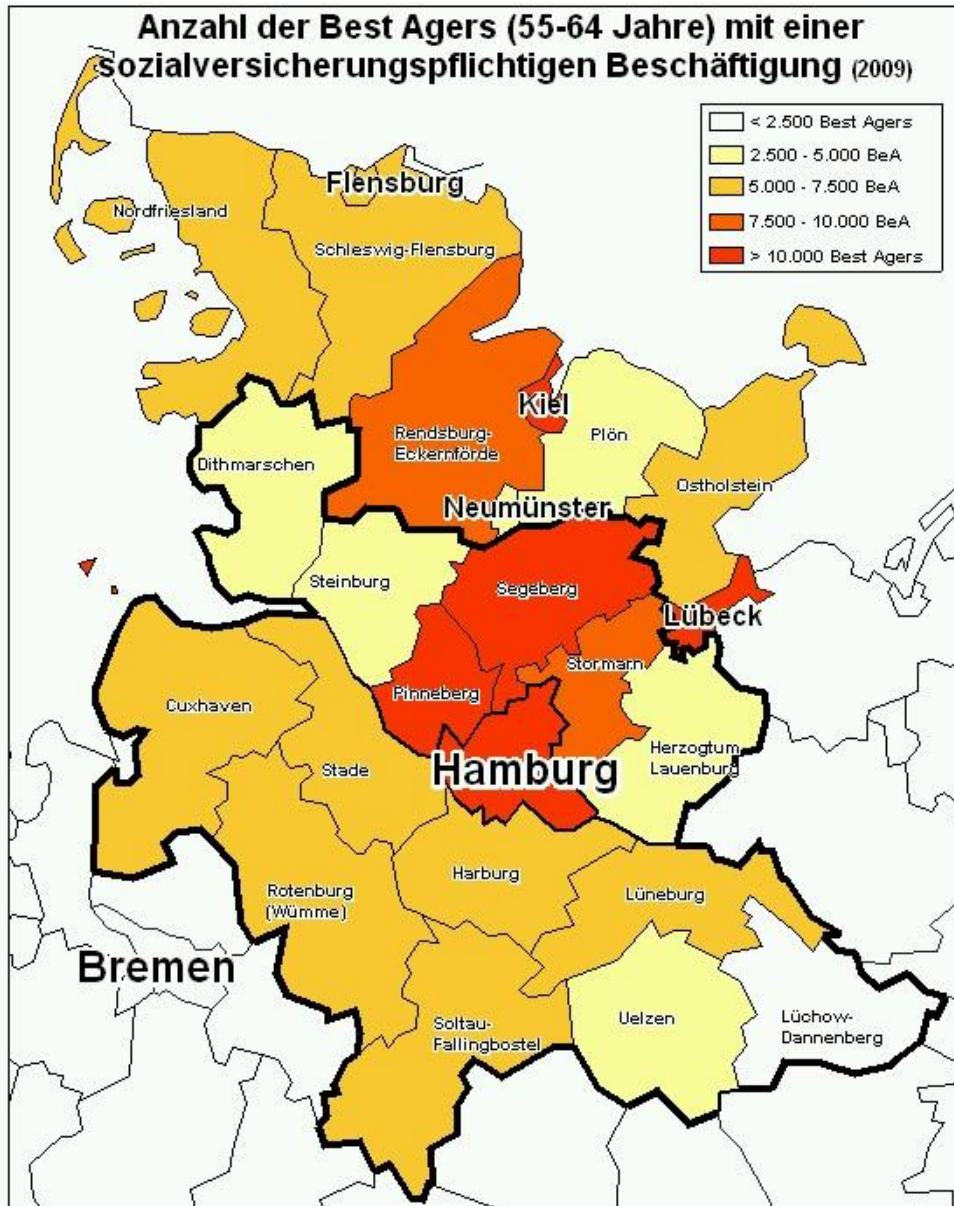 Anzahl der Best Agers (55-64 Jahre) mit einer
sozialversicherungspflichtigen Beschäftigung (2009)
< 2.500 Best Agers
2.500 - 5.000 BeA
5.000 - 7.500 BeA
7.500 - 10.000 BeA
> 10.000 Best Agers
Flensburg
Nordfriesland
Schleswig-Flensburg
Kiel
Rendsburg-
Eckernförde
Plön
Dithmarschen
Ostholstein
Neumünster
Steinburg
Segeberg
Lübeck
Stormarn
Pinneberg
Cuxhaven
Herzogtum
Lauenburg
Hamburg
Stade
Harburg
Rotenburg
(Wümme)
Lüneburg
Bremen
Uelzen
Lüchow-
Dannenberg
Soltau-
Fallingbostel